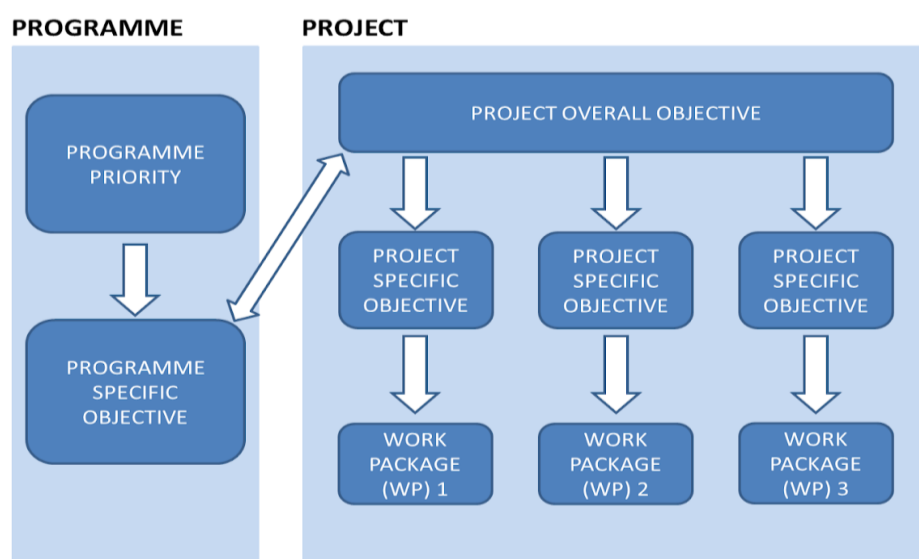 PROGRAMME
PROGRAMME
PRIORITY
PROGRAMME
SPECIFIC
OBJECTIVE
PROJECT
PROJECT OVERALL OBJECTIVE
PROJECT
SPECIFIC
OBJECTIVE
PROJECT
SPECIFIC
OBJECTIVE
PROJECT
SPECIFIC
OBJECTIVE
WORK
PACKAGE
(WP) 1
WORK
PACKAGE
(WP) 2
WORK
PACKAGE
(WP) 3